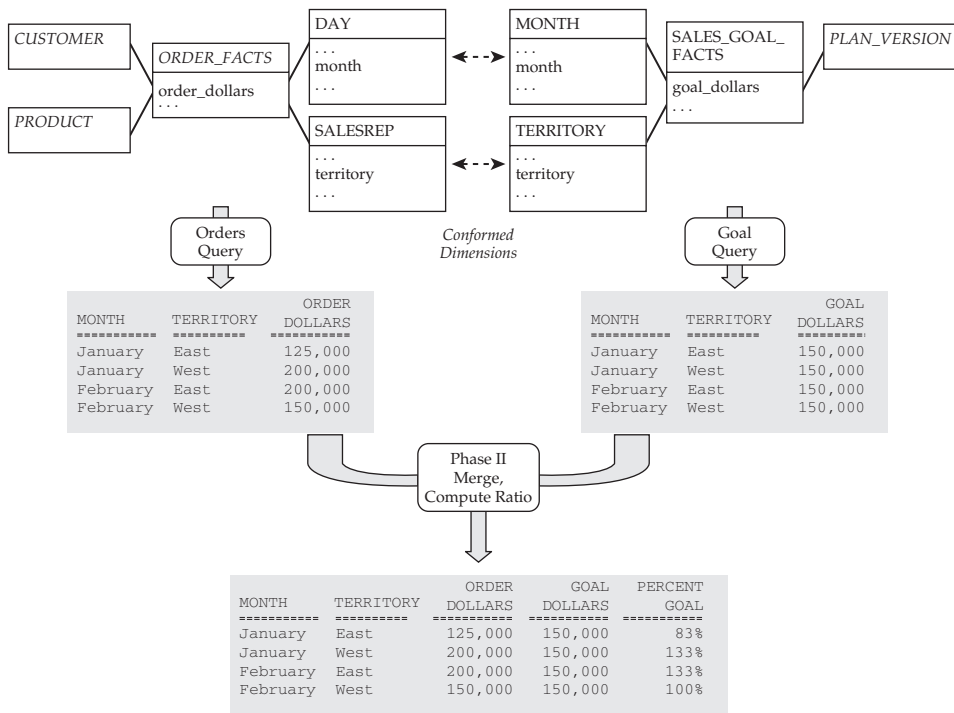 CUSTOMER
PRODUCT
ORDER_FACTS
order_dollars
. . .
DAY
. . .
month
. . .
SALESREP
. . .
territory
. . .
MONTH
. . .
month
. . .
TERRITORY
. . .
territory
. . .
SALES_GOAL_
FACTS
goal_dollars
. . .
PLAN_VERSION
Conformed
Dimensions
Orders
Query
Goal
Query
ORDER
MONTH TERRITORY DOLLARS
=========== ========== ===========
January East 125,000
January West 200,000
February East 200,000
February West 150,000
GOAL
MONTH TERRITORY DOLLARS
=========== ========== ==========
January East 150,000
January West 150,000
February East 150,000
February West 150,000
Phase II
Merge,
Compute Ratio
ORDER GOAL PERCENT
MONTH TERRITORY DOLLARS DOLLARS GOAL
=========== ========== =========== =========== ===========
January East 125,000 150,000 83%
January West 200,000 150,000 133%
February East 200,000 150,000 133%
February West 150,000 150,000 100%